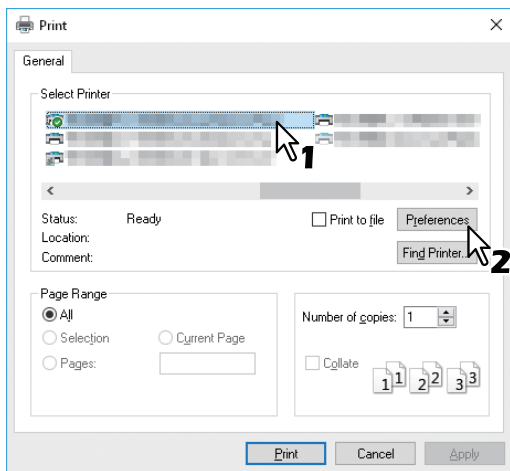 Print
General
Select Printer
1
Status: Ready
Print to file
Preferences
Location:
Comment:
Find Printer...
2
Page Range
All
Selection
Current Page
Pages:
Number of copies: 1
Collate
1 1 2 2 3 3
Print
Cancel
Apply